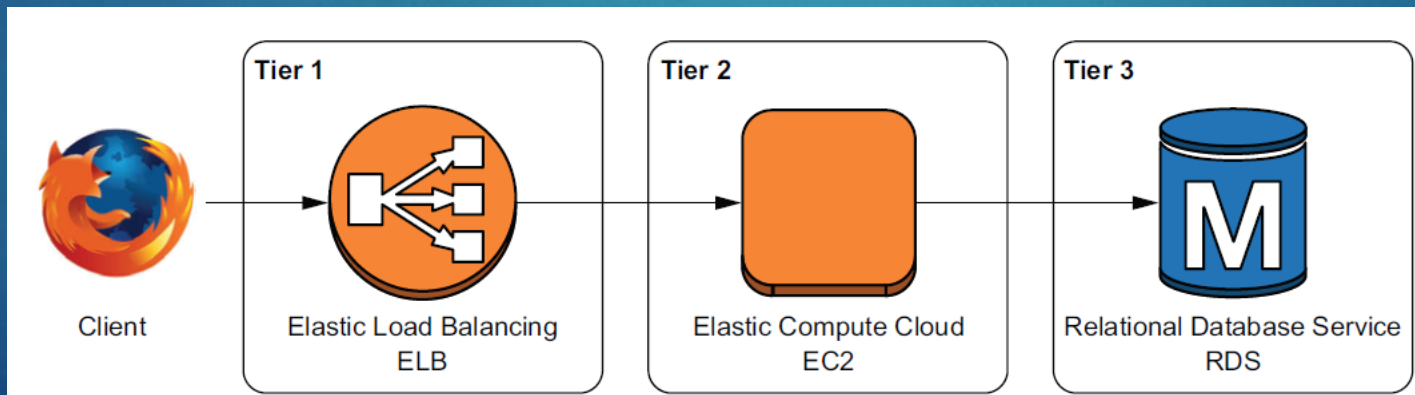 Tier 1
Tier 2
Tier 3
M
Client
Elastic Load Balancing
ELB
Elastic Compute Cloud
EC2
Relational Database Service
RDS